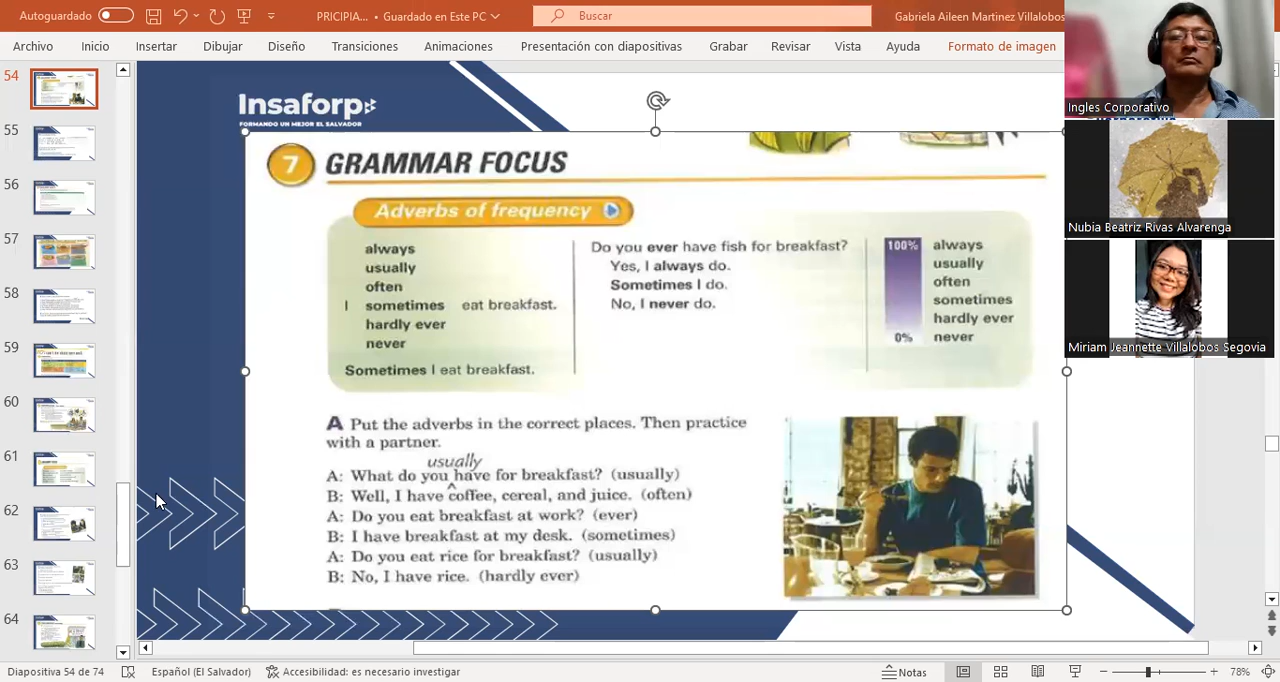 Autoguardado
PRICIPIA... • Guardado en Este PC
Buscar
Gabriela Aileen Martinez Villalobos
Archivo Inicio Insertar Dibujar Diseño Transiciones Animaciones Presentación con diapositivas Grabar Revisar Vista Ayuda Formato de imagen
54
55
56
57
58
59
60
61
62
63
64
Insaforp
FORMANDO UN MEJOR EL SALVADOR
7 GRAMMAR FOCUS
Adverbs of frequency
always
usually
often
I sometimes eat breakfast.
hardly ever
never
Sometimes I eat breakfast.
Do you ever have fish for breakfast?
Yes, I always do.
Sometimes I do.
No, I never do.
100% always
usually
often
sometimes
hardly ever
0% never
A Put the adverbs in the correct places. Then practice
with a partner.
usually
A: What do you have for breakfast? (usually)
B: Well, I have coffee, cereal, and juice. (often)
A: Do you eat breakfast at work? (ever)
B: I have breakfast at my desk. (sometimes)
A: Do you eat rice for breakfast? (usually)
B: No, I have rice. (hardly ever)
Ingles Corporativo
Nubia Beatriz Rivas Alvarenga
Miriam Jeannette Villalobos Segovia
Diapositiva 54 de 74 Español (El Salvador) Accesibilidad: es necesario investigar Notas 78%